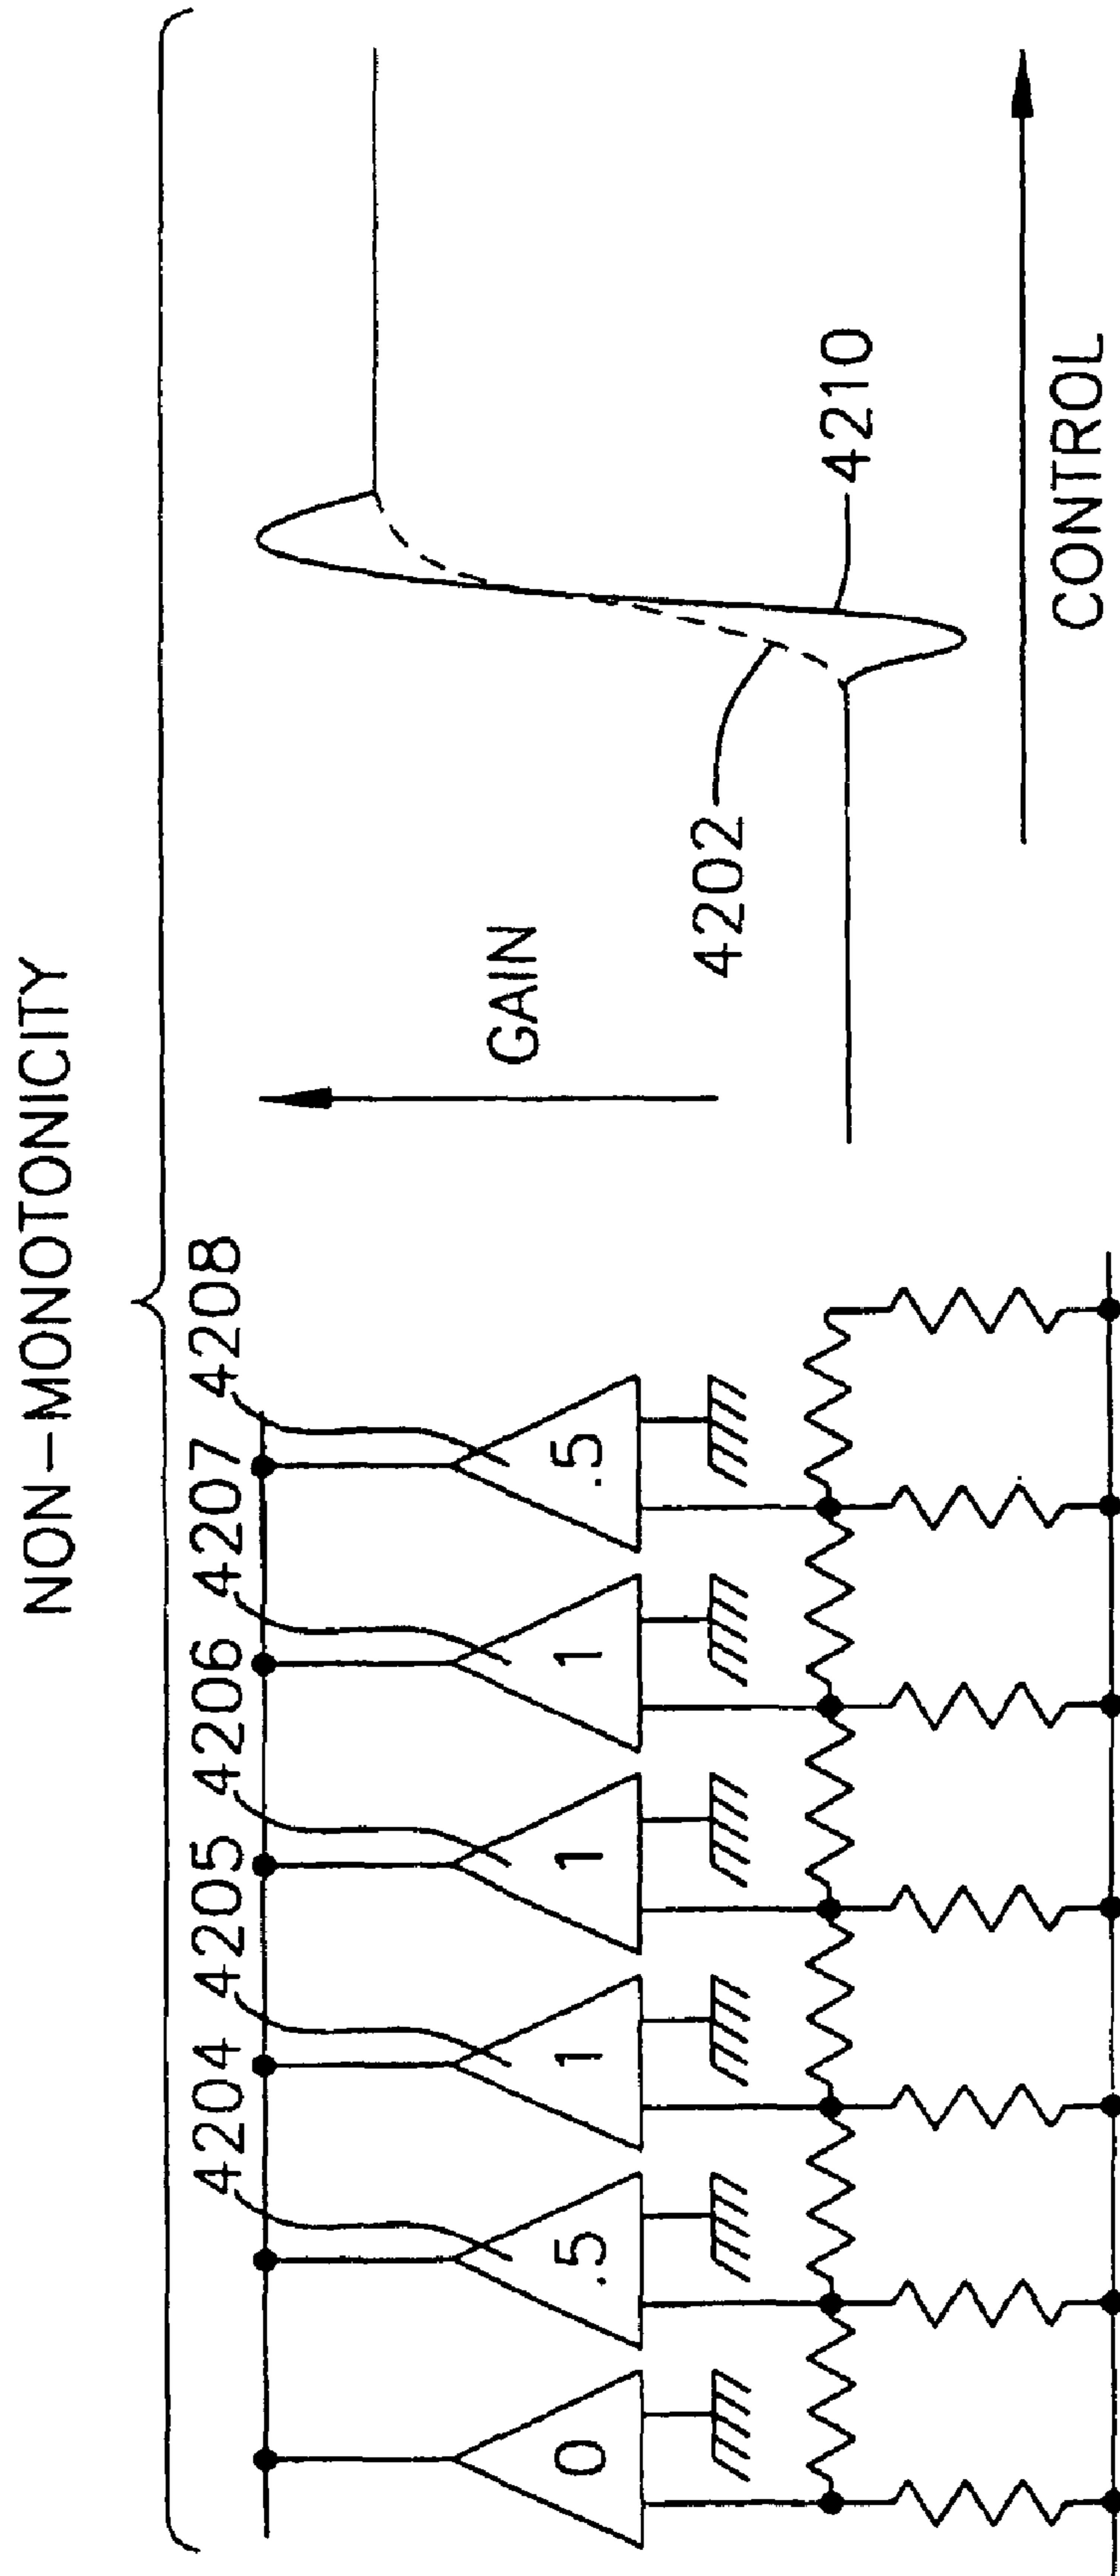 NON-MONOTONICITY
4204 4205 4206 4207 4208
0 .5 1 1 1 .5
GAIN
4202
4210
CONTROL